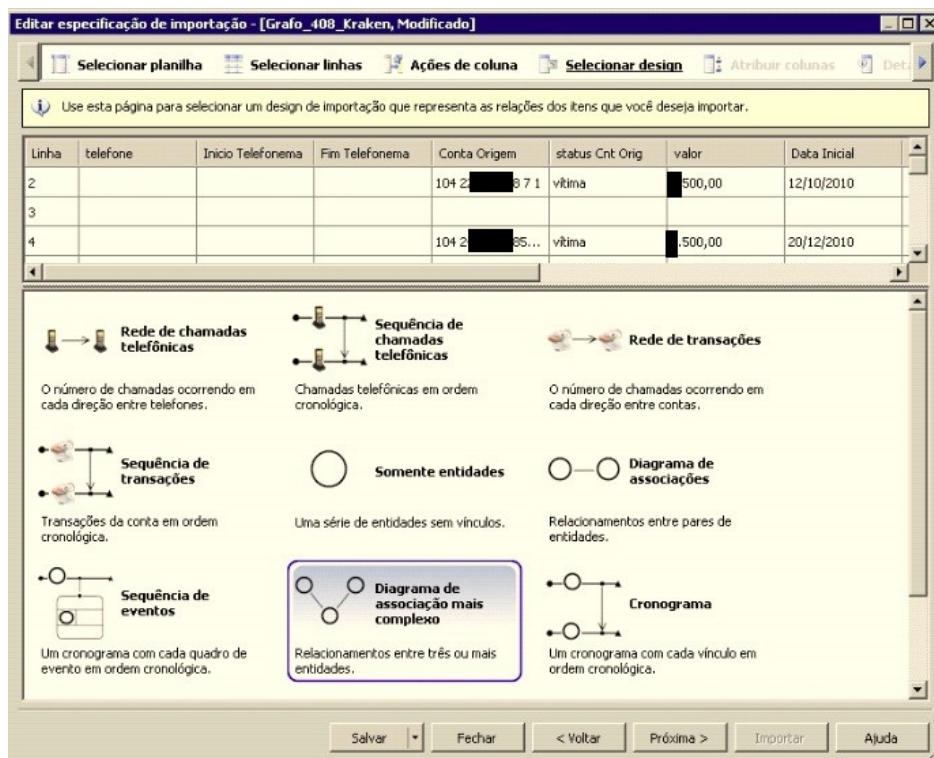 Editar especificação de importação - [Grafo_408_Kraken, Modificado]
Selecionar planilha Selecionar linhas Ações de coluna Selecionar design Atribuir colunas
Use esta página para selecionar um design de importação que representa as relações dos itens que você deseja importar.
Linha telefone Inicio Telefonema Fim Telefonema Conta Origem status Cnt Orig valor Data Inicial
2 104 2 8 7 1 vítima 500,00 12/10/2010
3
4 104 2 85... vítima .500,00 20/12/2010
Rede de chamadas
telefônicas
O número de chamadas ocorrendo em
cada direção entre telefones.
Sequência de
chamadas
telefônicas
Chamadas telefônicas em ordem
cronológica.
Rede de transações
O número de chamadas ocorrendo em
cada direção entre contas.
Sequência de
transações
Transações da conta em ordem
cronológica.
Somente entidades
Uma série de entidades sem vínculos.
Diagrama de
associações
Relacionamentos entre pares de
entidades.
Sequência de
eventos
Um cronograma com cada quadro de
evento em ordem cronológica.
Diagrama de
associação mais
complexo
Relacionamentos entre três ou mais
entidades.
Cronograma
Um cronograma com cada vínculo em
ordem cronológica.
Salvar Fechar < Voltar Próxima > Importar Ajuda